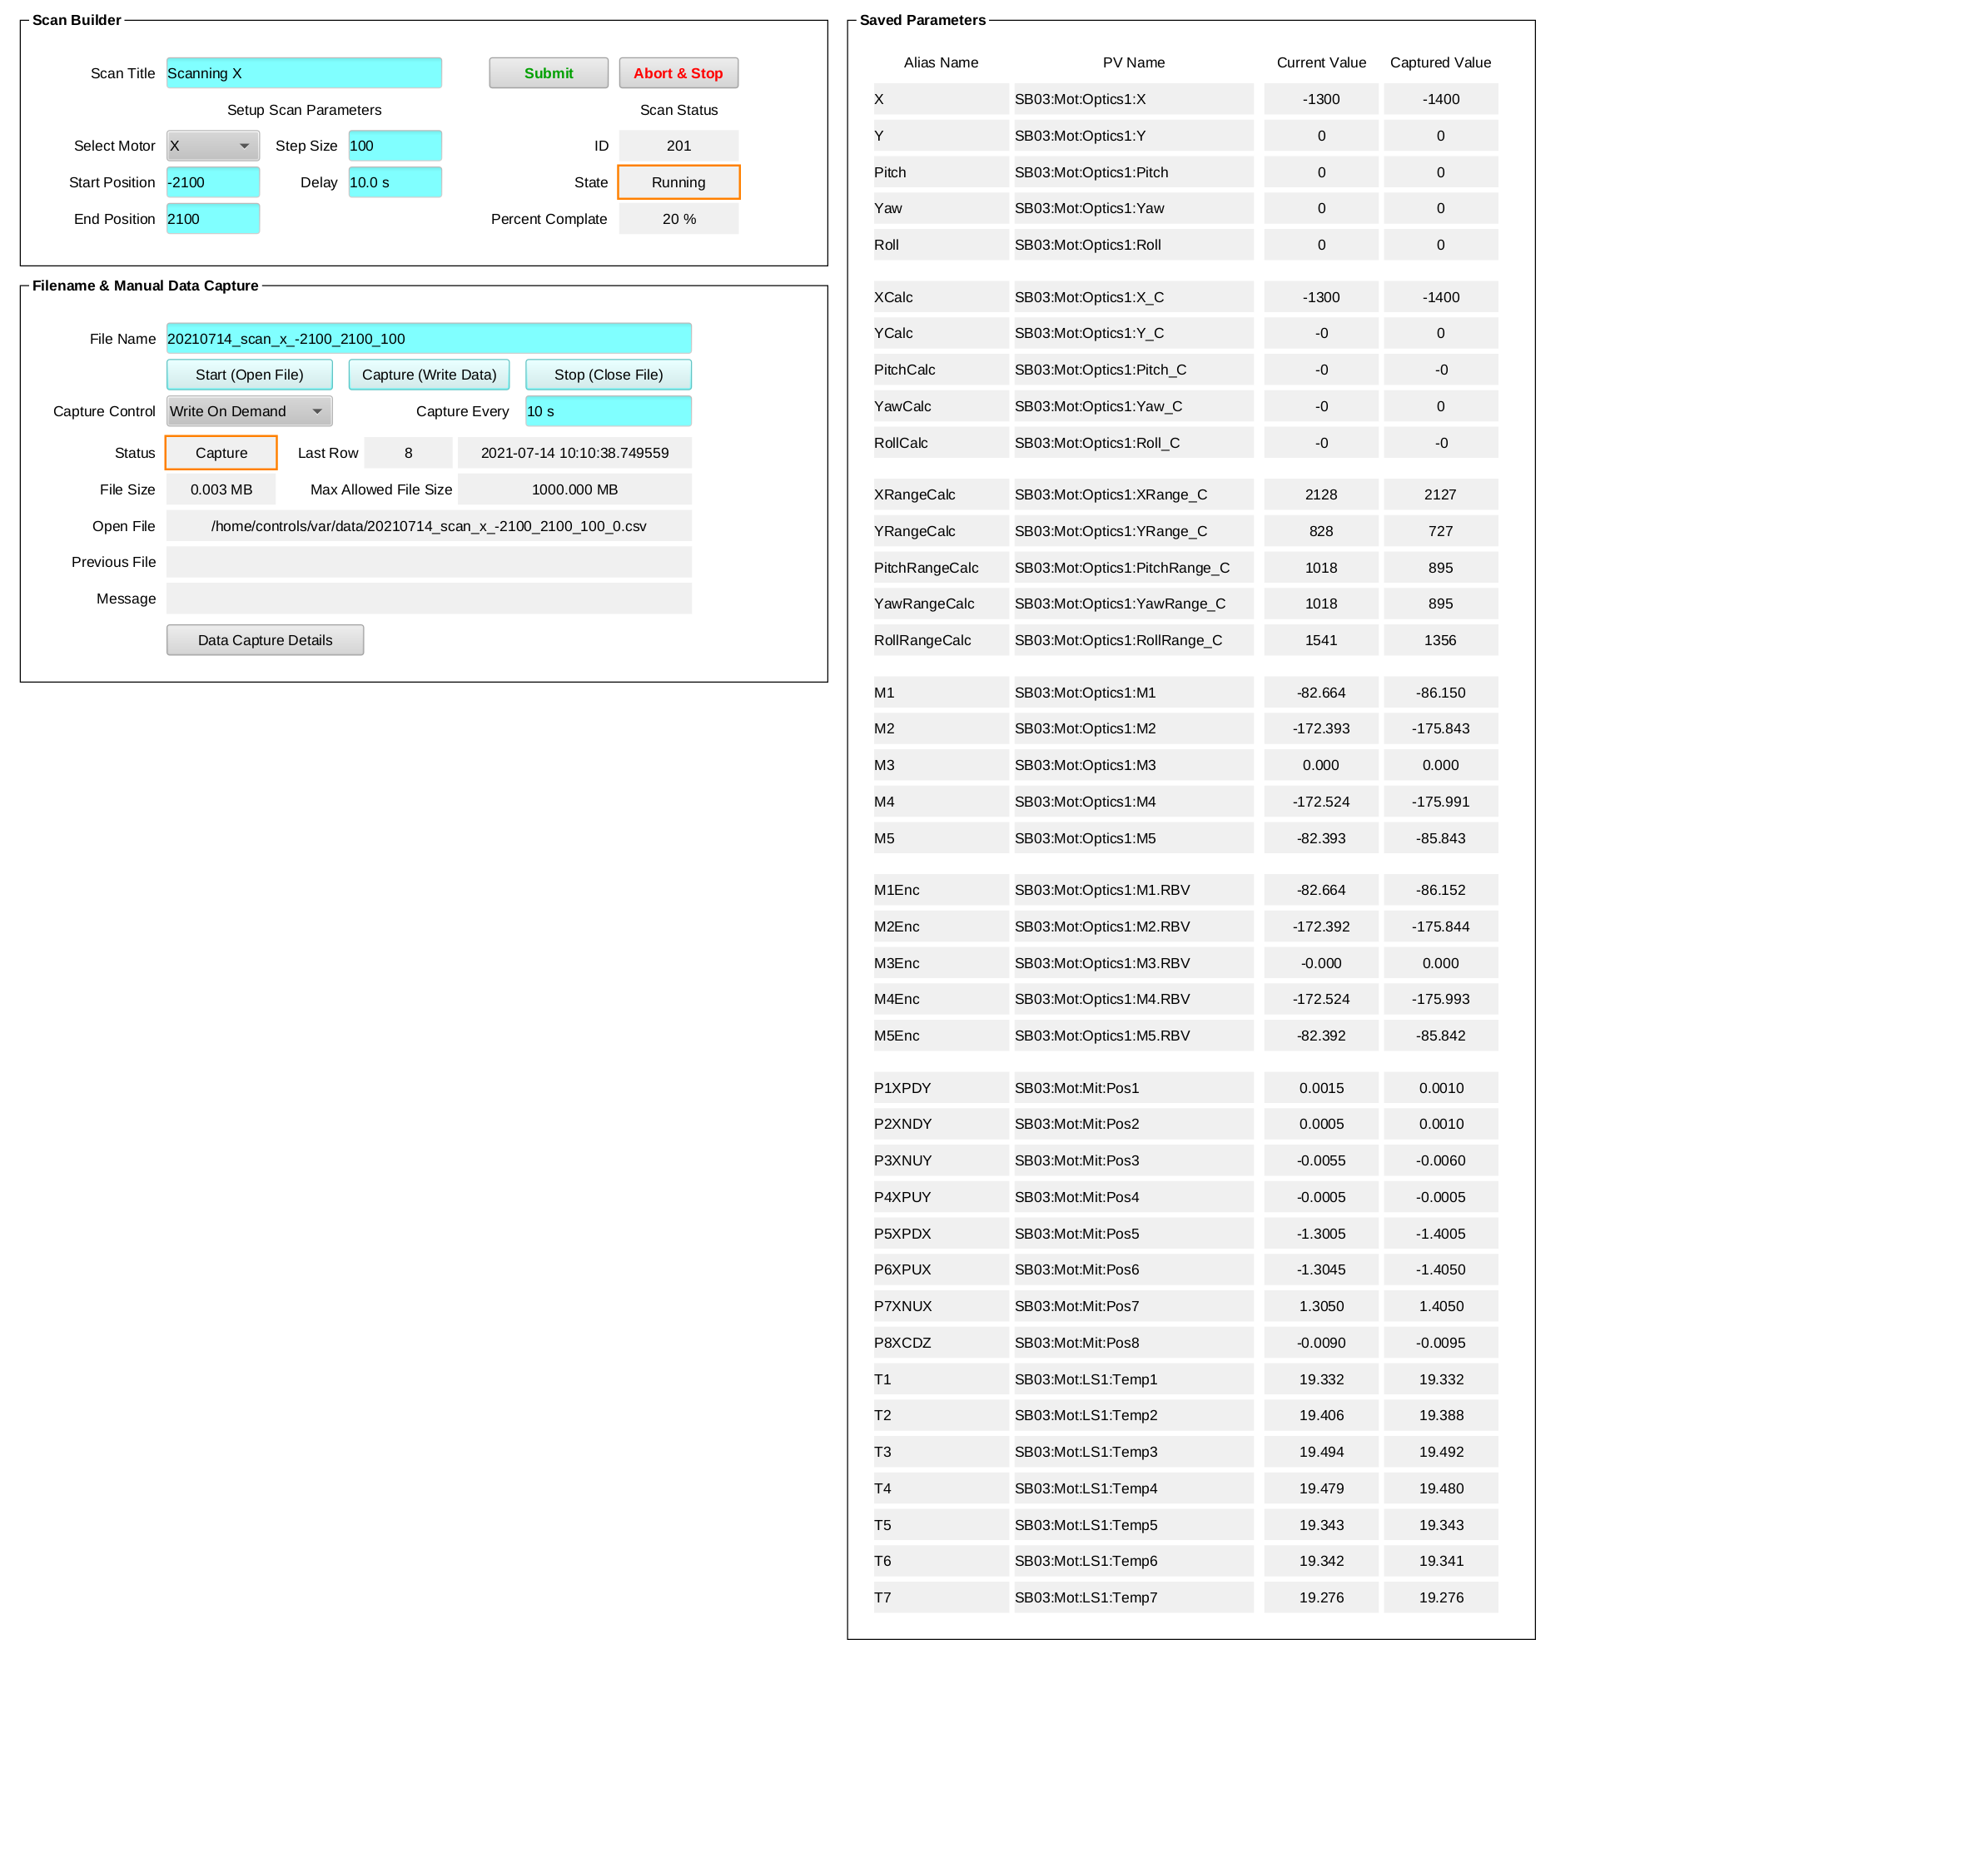 Scan Builder
Scan Title Scanning X Submit Abort & Stop
Setup Scan Parameters Scan Status
Select Motor X Step Size 100 ID 201
Start Position -2100 Delay 10.0 s State Running
End Position 2100 Percent Complate 20 %
Filename & Manual Data Capture
File Name 20210714_scan_x_-2100_2100_100
Start (Open File) Capture (Write Data) Stop (Close File)
Capture Control Write On Demand Capture Every 10 s
Status Capture Last Row 8 2021-07-14 10:10:38.749559
File Size 0.003 MB Max Allowed File Size 1000.000 MB
Open File /home/controls/var/data/20210714_scan_x_-2100_2100_100_0.csv
Previous File
Message
Data Capture Details
Saved Parameters
Alias Name PV Name Current Value Captured Value
X SB03:Mot:Optics1:X -1300 -1400
Y SB03:Mot:Optics1:Y 0 0
Pitch SB03:Mot:Optics1:Pitch 0 0
Yaw SB03:Mot:Optics1:Yaw 0 0
Roll SB03:Mot:Optics1:Roll 0 0
XCalc SB03:Mot:Optics1:X_C -1300 -1400
YCalc SB03:Mot:Optics1:Y_C -0 0
PitchCalc SB03:Mot:Optics1:Pitch_C -0 -0
YawCalc SB03:Mot:Optics1:Yaw_C -0 0
RollCalc SB03:Mot:Optics1:Roll_C -0 -0
XRangeCalc SB03:Mot:Optics1:XRange_C 2128 2127
YRangeCalc SB03:Mot:Optics1:YRange_C 828 727
PitchRangeCalc SB03:Mot:Optics1:PitchRange_C 1018 895
YawRangeCalc SB03:Mot:Optics1:YawRange_C 1018 895
RollRangeCalc SB03:Mot:Optics1:RollRange_C 1541 1356
M1 SB03:Mot:Optics1:M1 -82.664 -86.150
M2 SB03:Mot:Optics1:M2 -172.393 -175.843
M3 SB03:Mot:Optics1:M3 0.000 0.000
M4 SB03:Mot:Optics1:M4 -172.524 -175.991
M5 SB03:Mot:Optics1:M5 -82.393 -85.843
M1Enc SB03:Mot:Optics1:M1.RBV -82.664 -86.152
M2Enc SB03:Mot:Optics1:M2.RBV -172.392 -175.844
M3Enc SB03:Mot:Optics1:M3.RBV -0.000 0.000
M4Enc SB03:Mot:Optics1:M4.RBV -172.524 -175.993
M5Enc SB03:Mot:Optics1:M5.RBV -82.392 -85.842
P1XPDY SB03:Mot:Mit:Pos1 0.0015 0.0010
P2XNDY SB03:Mot:Mit:Pos2 0.0005 0.0010
P3XNUY SB03:Mot:Mit:Pos3 -0.0055 -0.0060
P4XPUY SB03:Mot:Mit:Pos4 -0.0005 -0.0005
P5XPDX SB03:Mot:Mit:Pos5 -1.3005 -1.4005
P6XPUX SB03:Mot:Mit:Pos6 -1.3045 -1.4050
P7XNUX SB03:Mot:Mit:Pos7 1.3050 1.4050
P8XCDZ SB03:Mot:Mit:Pos8 -0.0090 -0.0095
T1 SB03:Mot:LS1:Temp1 19.332 19.332
T2 SB03:Mot:LS1:Temp2 19.406 19.388
T3 SB03:Mot:LS1:Temp3 19.494 19.492
T4 SB03:Mot:LS1:Temp4 19.479 19.480
T5 SB03:Mot:LS1:Temp5 19.343 19.343
T6 SB03:Mot:LS1:Temp6 19.342 19.341
T7 SB03:Mot:LS1:Temp7 19.276 19.276